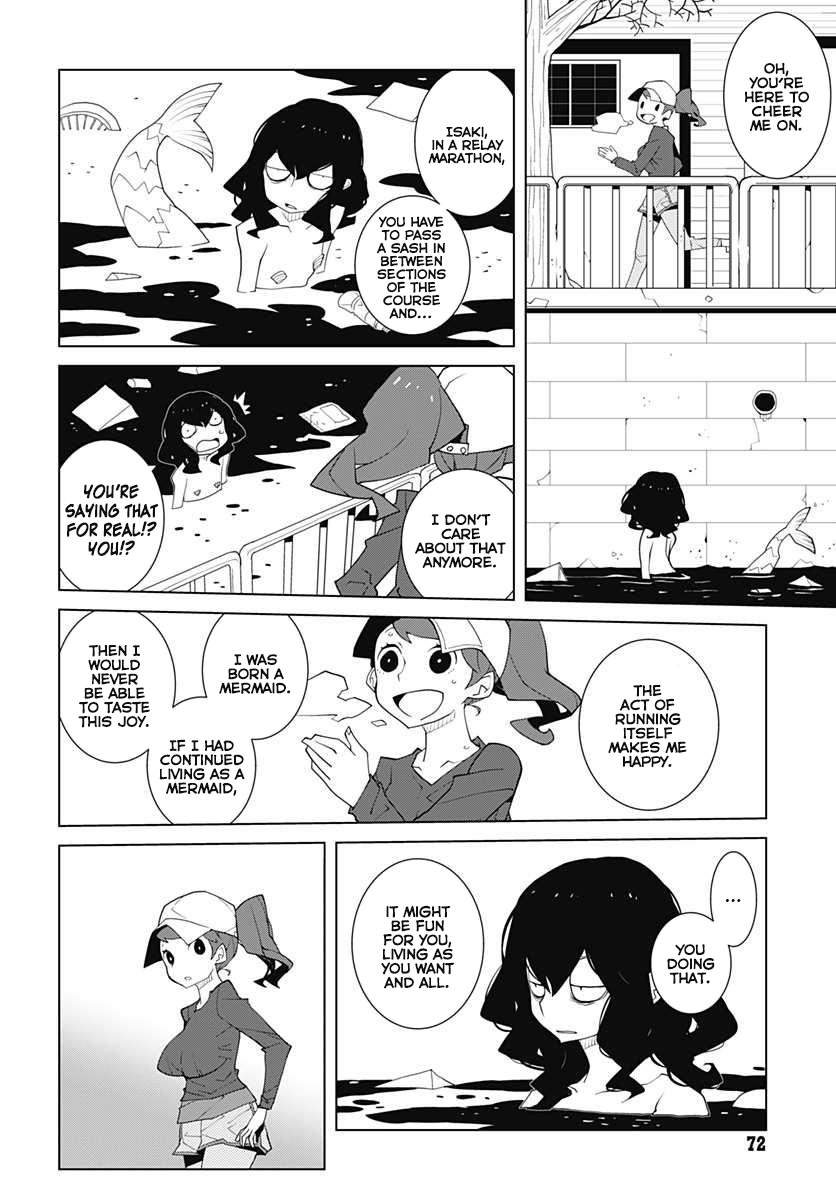 OH,
YOU'RE
HERE TO
CHEER
ME ON.
ISAKI,
IN A RELAY
MARATHON,
YOU HAVE
TO PASS
A SASH IN
BETWEEN
SECTIONS
OF THE
COURSE
AND...
I DON'T
CARE
ABOUT THAT
ANYMORE.
YOU'RE
SAYING THAT
FOR REAL!?
YOU!?
THE
ACT OF
RUNNING
ITSELF
MAKES ME
HAPPY.
I WAS
BORN A
MERMAID.
IF I HAD
CONTINUED
LIVING AS A
MERMAID,
THEN I
WOULD
NEVER
BE ABLE
TO TASTE
THIS JOY.
...
YOU
DOING
THAT.
IT MIGHT
BE FUN
FOR YOU,
LIVING AS
YOU WANT
AND ALL.
72